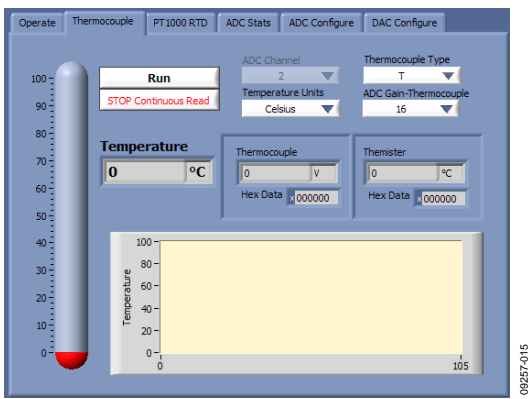 Operate Thermocouple PT1000 RTD ADC Stats ADC Configure DAC Configure
ADC Channel
2
Thermocouple Type
T
Run
STOP Continuous Read
Temperature Units
Celsius
ADC Gain-Thermocouple
16
100
90
80
70
60
50
40
30
20
10
0
Temperature
0 °C
Thermocouple
0 V
Hex Data x 000000
Themister
0 °C
Hex Data x 000000
Temperature
100
80
60
40
20
0
0 105
09257-015